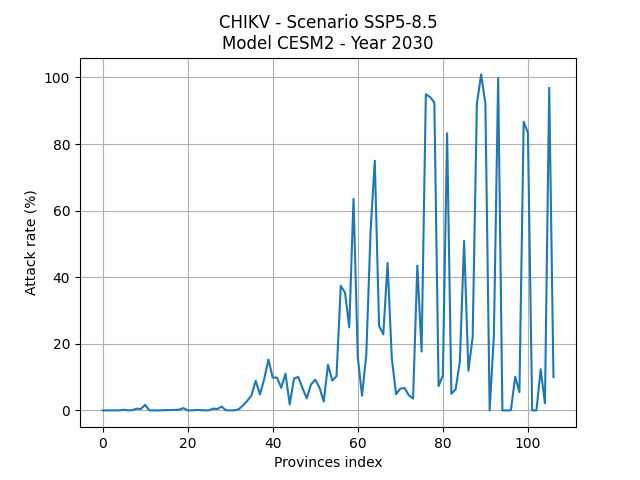 CHIKV - Scenario SSP5-8.5
Model CESM2 - Year 2030
100
80
60
40
20
0
Attack rate (%)
0 20 40 60 80 100
Provinces index